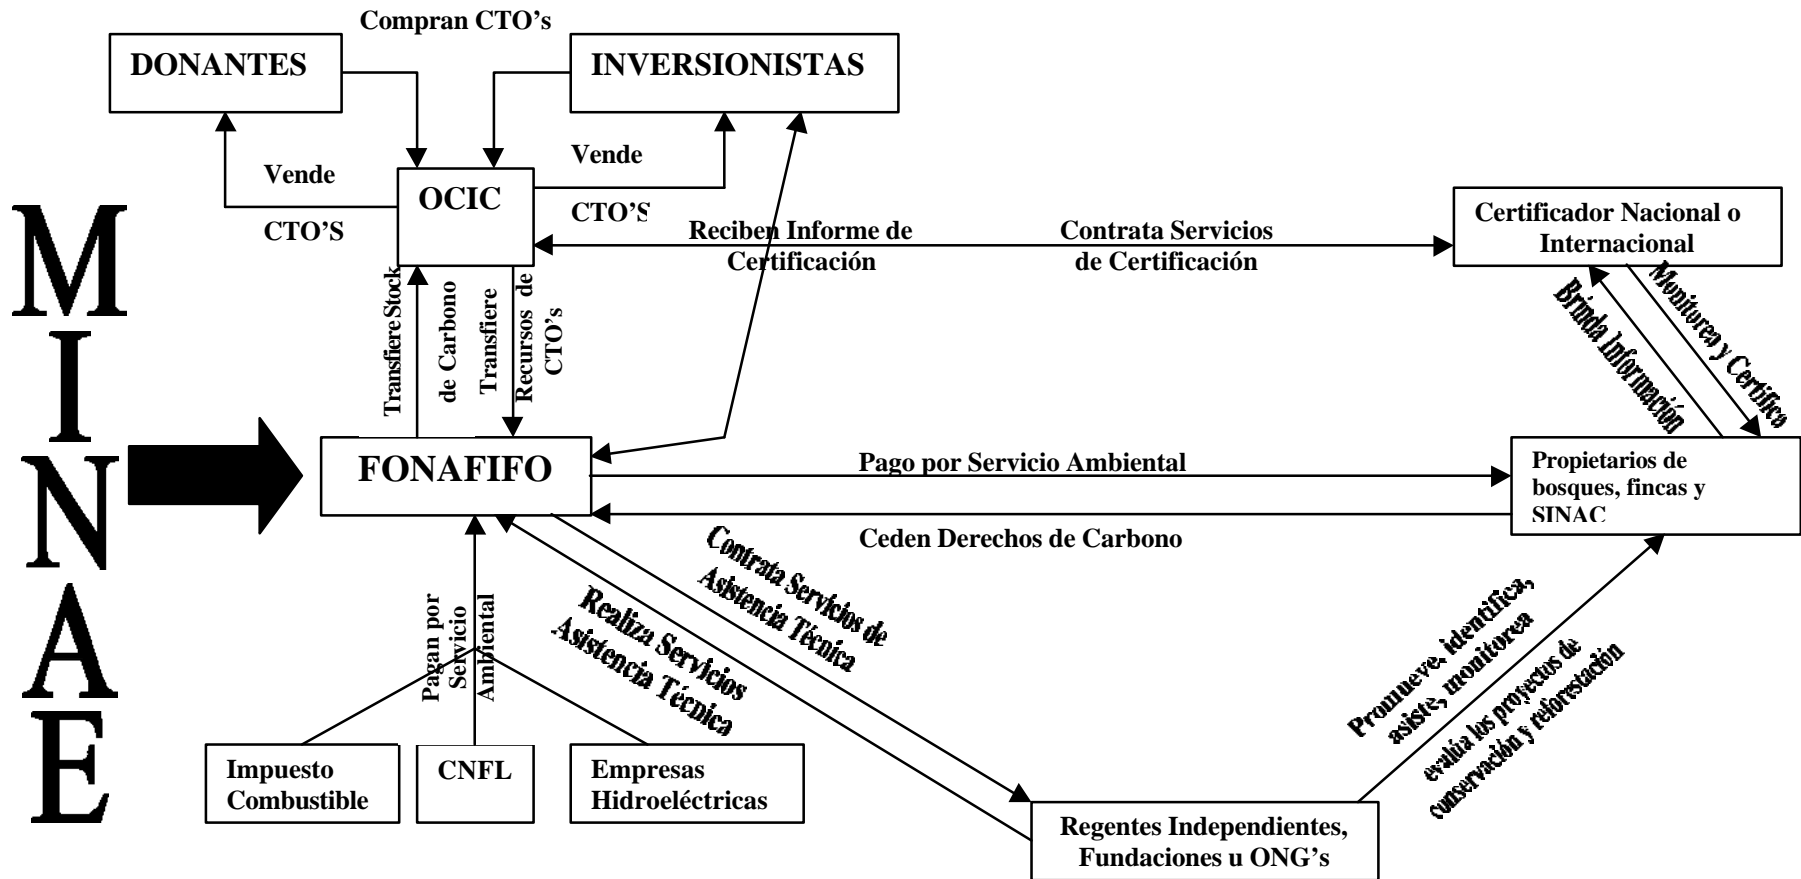 Compran CTO's
DONANTES
INVERSIONISTAS
Vende
CTO'S
OCIC
Vende
CTO'S
Reciben Informe de
Certificación
Contrata Servicios
de Certificación
Certificador Nacional o
Internacional
MINAE
Transfiere Stock
de Carbono
Transfiere
Recursos de
CTO's
Brinda Información
Monitorea y Certifica
FONAFIFO
Pago por Servicio Ambiental
Ceden Derechos de Carbono
Propietarios de
bosques, fincas y
SINAC
Pagan por
Servicio
Ambiental
Contrata Servicios de
Asistencia Técnica
Realiza Servicios
Asistencia Técnica
Promueve, identifica,
asiste, monitorea
evalúa los proyectos de
conservación y reforestación
Impuesto
Combustible
CNFL
Empresas
Hidroeléctricas
Regentes Independientes,
Fundaciones u ONG's